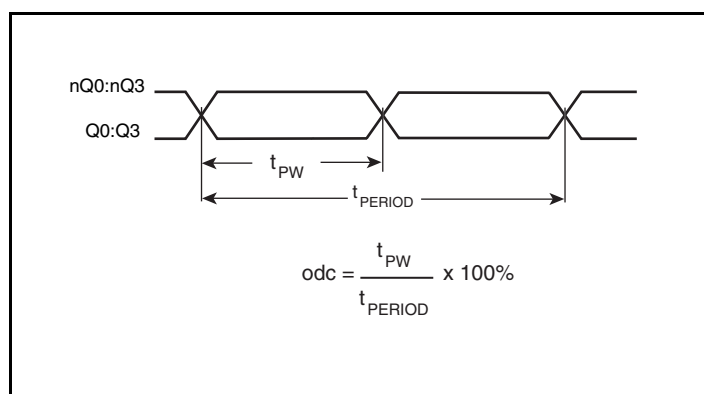 nQ0:nQ3
Q0:Q3
tPW
tPERIOD
odc = tPW / tPERIOD x 100%